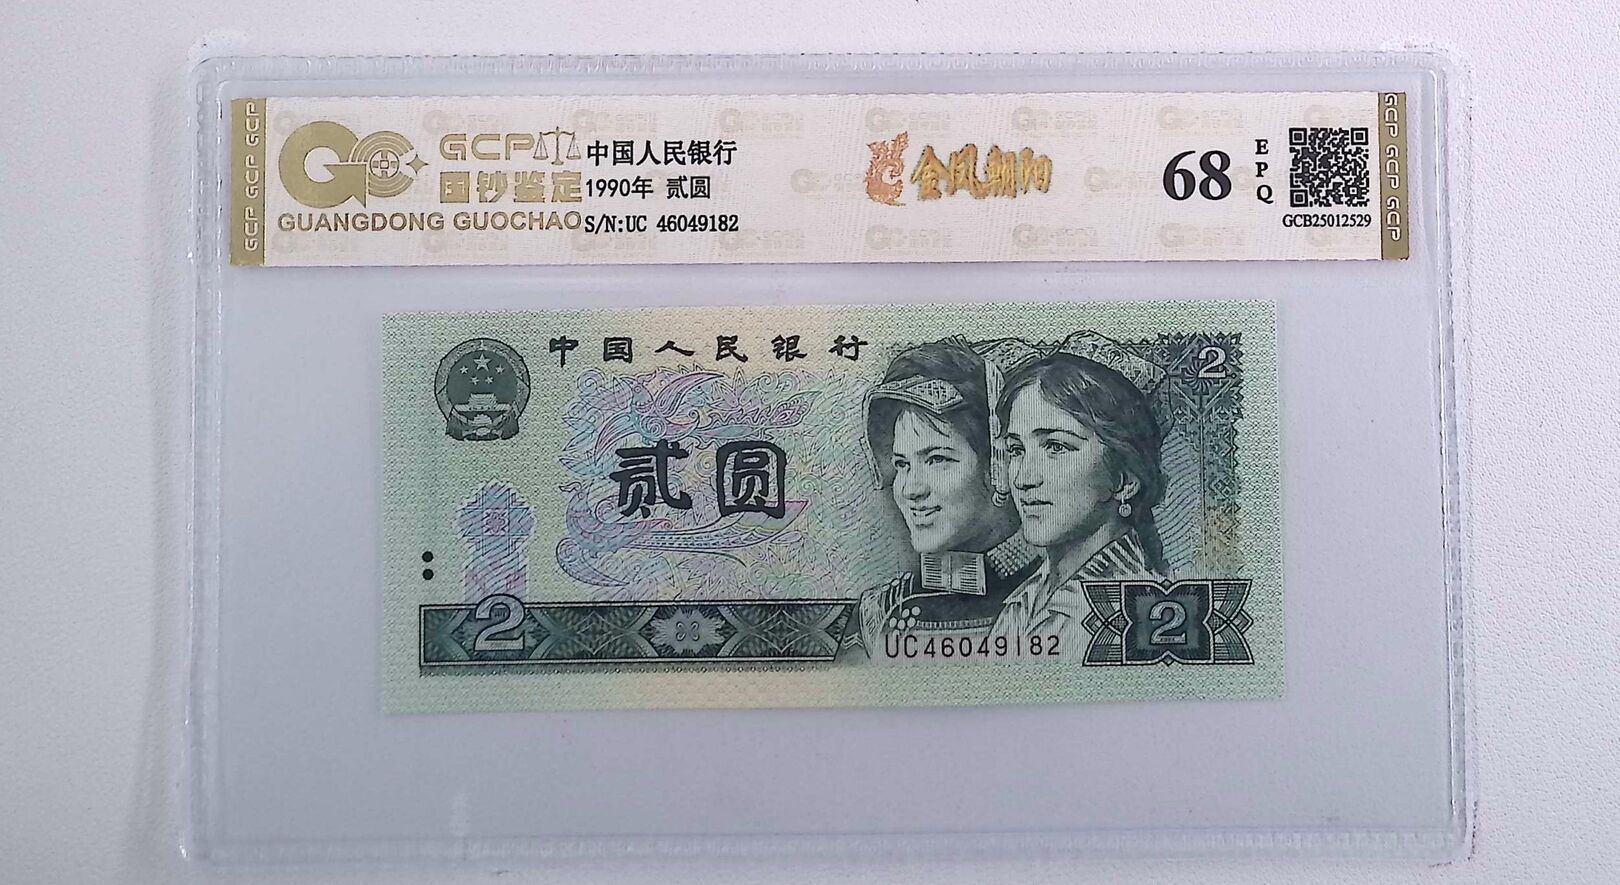 GCP GCP GCP
GCP
国钞鉴定
GUANGDONG GUOCHAO
中国人民银行
1990年 贰圆
S/N:UC 46049182
金凤朝阳
68
EPQ
GCB25012529
GCP GCP GCP
中国人民银行
2
贰圆
2
UC46049182
2